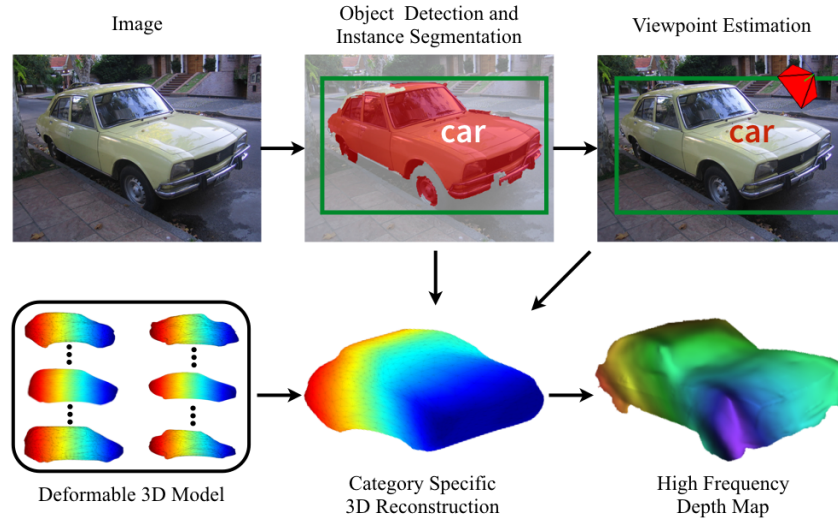 Image
Object Detection and
Instance Segmentation
Viewpoint Estimation
car
car
Deformable 3D Model
Category Specific
3D Reconstruction
High Frequency
Depth Map